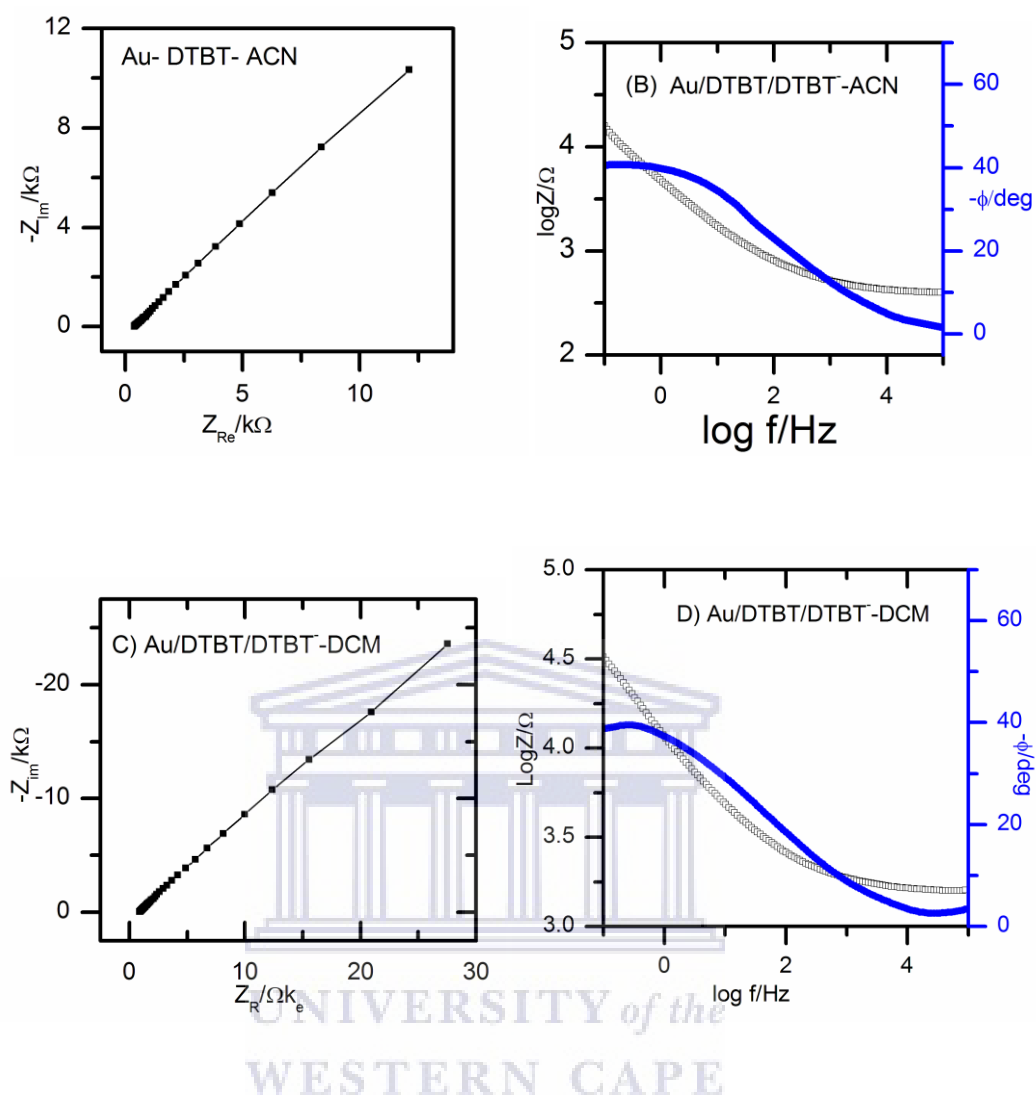 12
8
4
0
-Z_Im/kΩ
Au- DTBT- ACN
0 5 10
Z_Re/kΩ
5
4
3
2
logZ/Ω
(B) Au/DTBT/DTBT⁻-ACN
60
40
20
0
-ϕ/deg
0 2 4
log f/Hz
-20
-10
0
-Z_im/kΩ
C) Au/DTBT/DTBT⁻-DCM
0 10 20 30
Z_R/Ωk_e
5.0
4.5
4.0
3.5
3.0
LogZ/Ω
D) Au/DTBT/DTBT⁻-DCM
60
40
20
0
-ϕ/deg
0 2 4
log f/Hz
UNIVERSITY of the
WESTERN CAPE